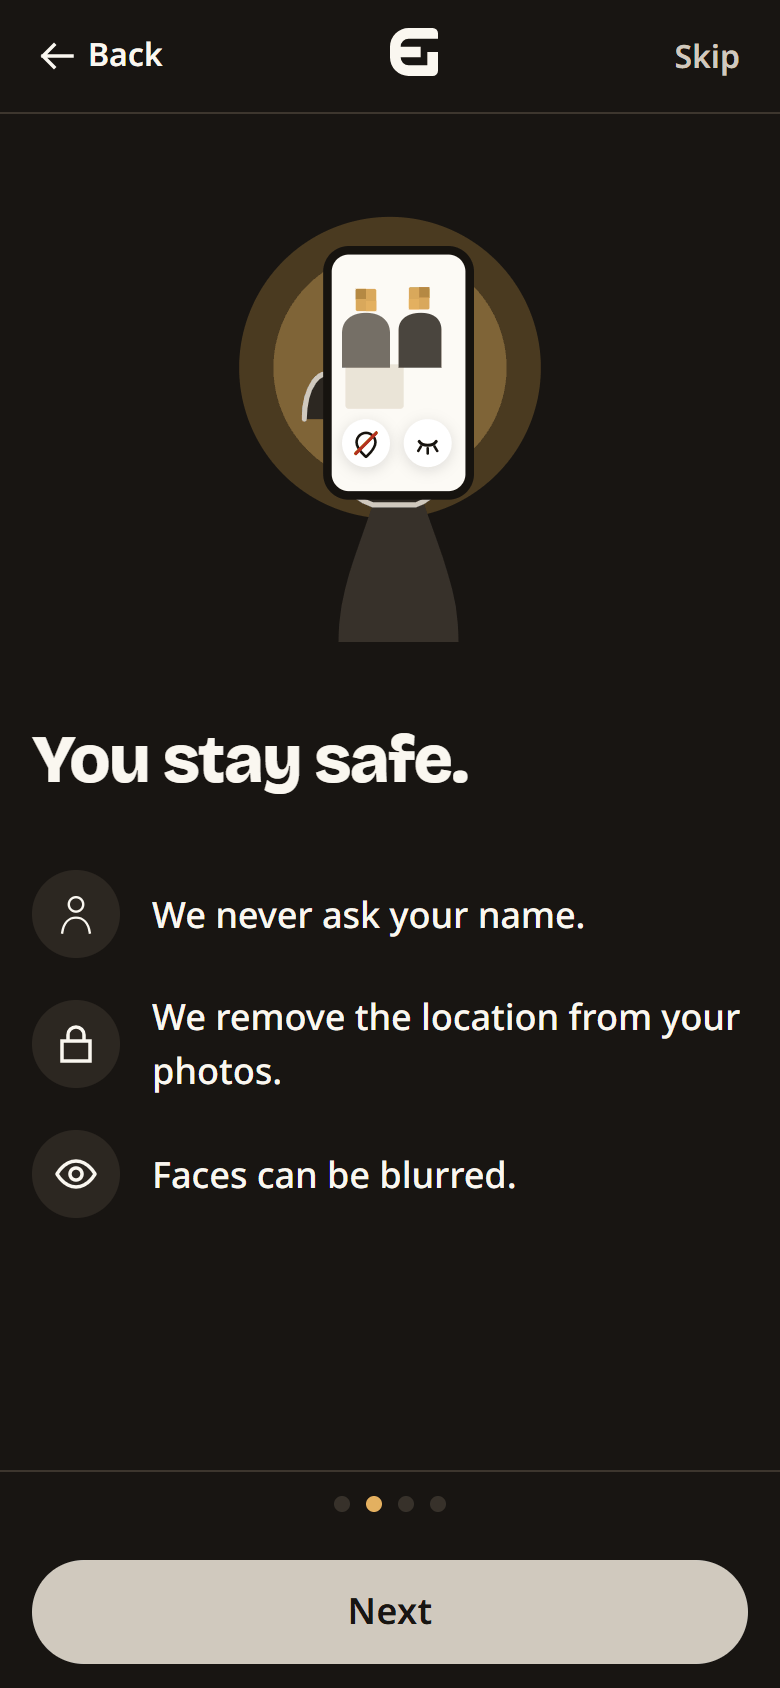 Back
Skip
You stay safe.
We never ask your name.
We remove the location from your
photos.
Faces can be blurred.
Next